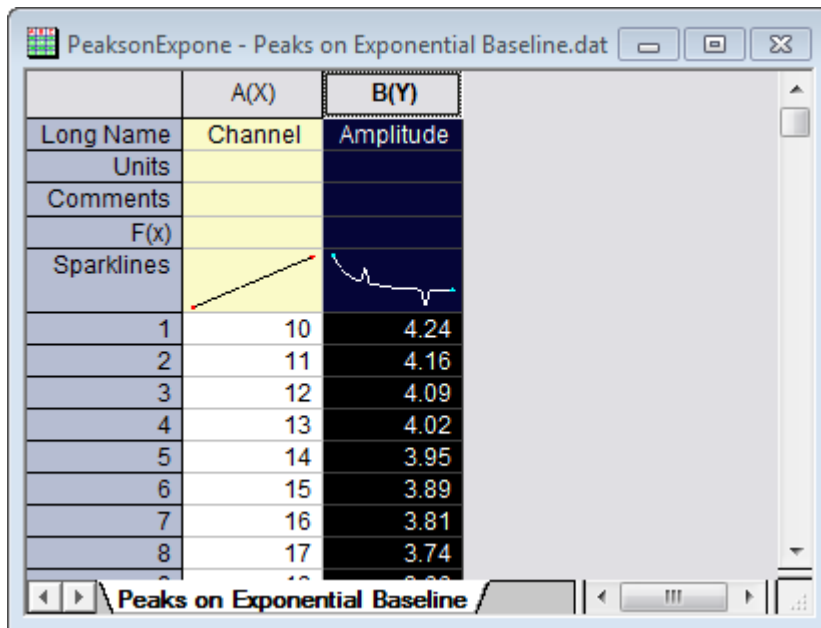 PeaksonExpone - Peaks on Exponential Baseline.dat
A(X) B(Y)
Long Name Channel Amplitude
Units
Comments
F(x)
Sparklines
1 10 4.24
2 11 4.16
3 12 4.09
4 13 4.02
5 14 3.95
6 15 3.89
7 16 3.81
8 17 3.74
Peaks on Exponential Baseline